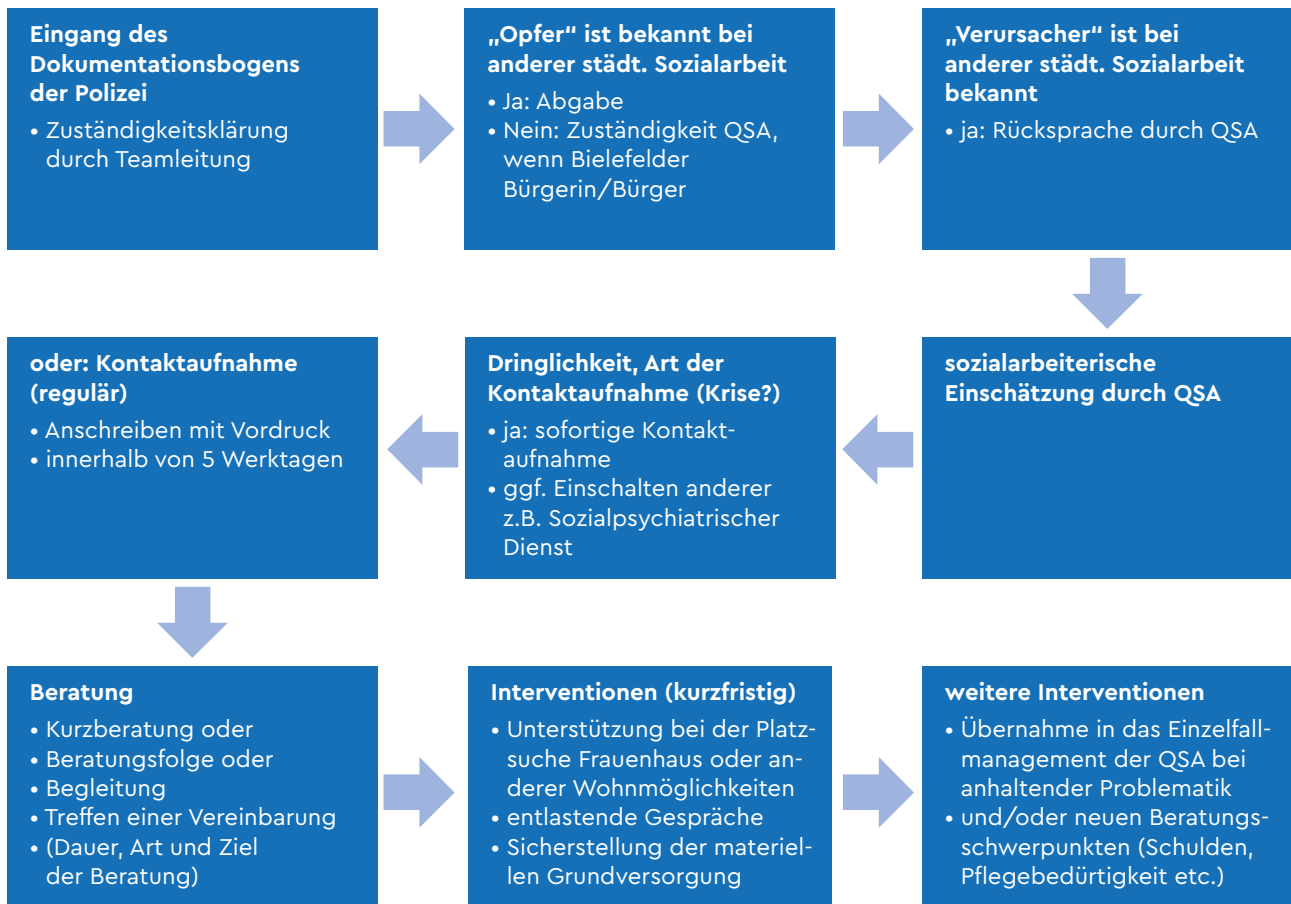 Eingang des
Dokumentationsbogens
der Polizei
• Zuständigkeitsklärung
durch Teamleitung
„Opfer“ ist bekannt bei
anderer städt. Sozialarbeit
• Ja: Abgabe
• Nein: Zuständigkeit QSA,
wenn Bielefelder
Bürgerin/Bürger
„Verursacher“ ist bei
anderer städt. Sozialarbeit
bekannt
• ja: Rücksprache durch QSA
sozialarbeiterische
Einschätzung durch QSA
Dringlichkeit, Art der
Kontaktaufnahme (Krise?)
• ja: sofortige Kontakt-
aufnahme
• ggf. Einschalten anderer
z.B. Sozialpsychiatrischer
Dienst
oder: Kontaktaufnahme
(regulär)
• Anschreiben mit Vordruck
• innerhalb von 5 Werktagen
Beratung
• Kurzberatung oder
• Beratungsfolge oder
• Begleitung
• Treffen einer Vereinbarung
• (Dauer, Art und Ziel
der Beratung)
Interventionen (kurzfristig)
• Unterstützung bei der Platz-
suche Frauenhaus oder an-
derer Wohnmöglichkeiten
• entlastende Gespräche
• Sicherstellung der materiel-
len Grundversorgung
weitere Interventionen
• Übernahme in das Einzelfall-
management der QSA bei
anhaltender Problematik
• und/oder neuen Beratungs-
schwerpunkten (Schulden,
Pflegebedürtigkeit etc.)